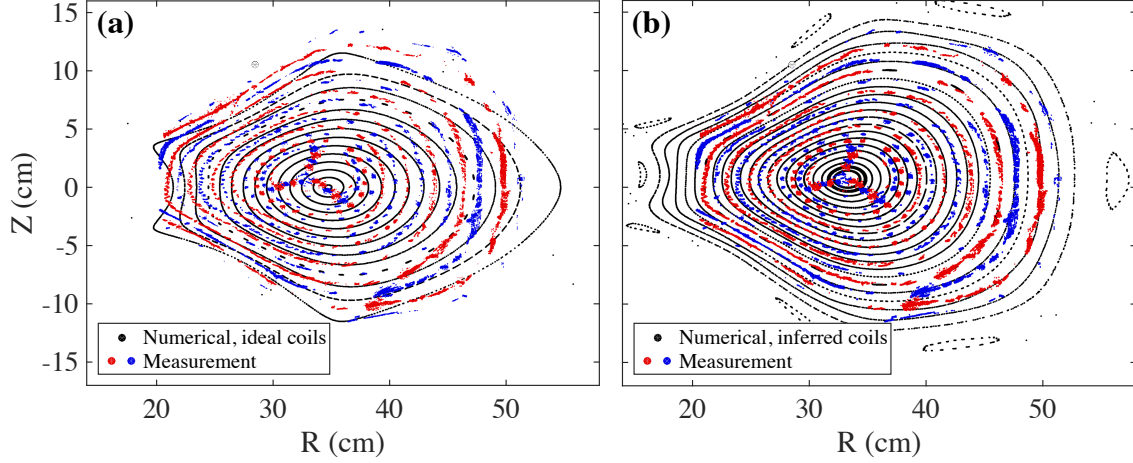 (a)
(b)
15
10
5
0
-5
-10
-15
Z (cm)
Numerical, ideal coils
Measurement
Numerical, inferred coils
Measurement
20 30 40 50
20 30 40 50
R (cm)
R (cm)